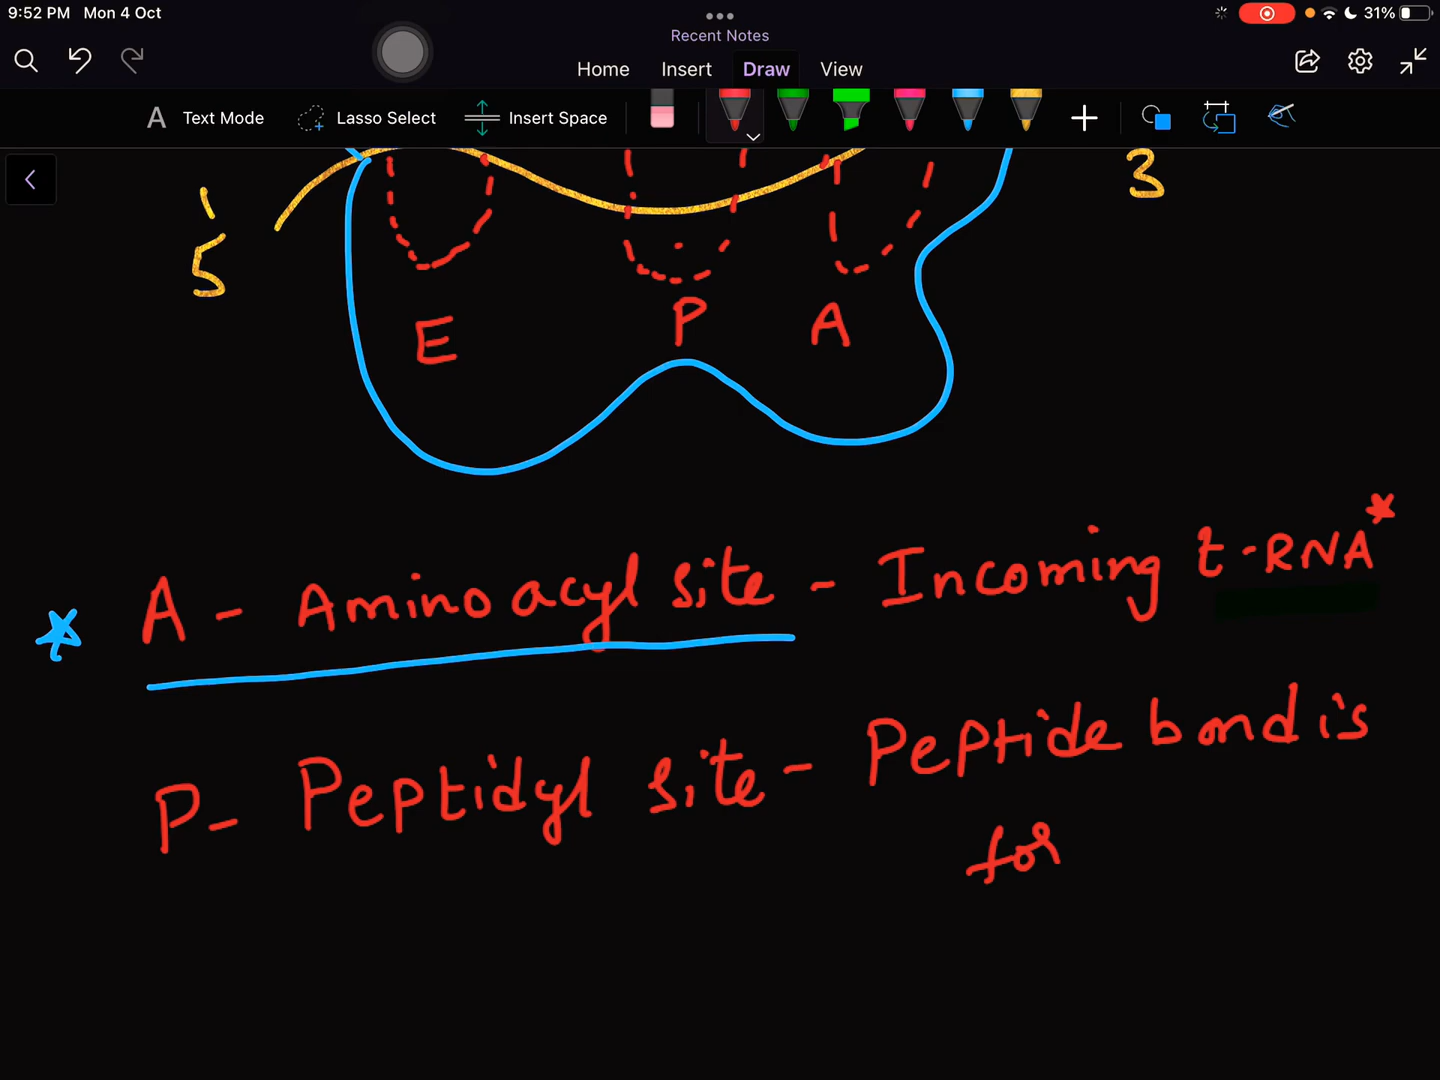 9:52 PM Mon 4 Oct
31%
Recent Notes
Home Insert Draw View
Text Mode Lasso Select Insert Space
5'
3
E P A
A - Aminoacyl site - Incoming t-RNA*
P- Peptidyl site - Peptide bond is
for